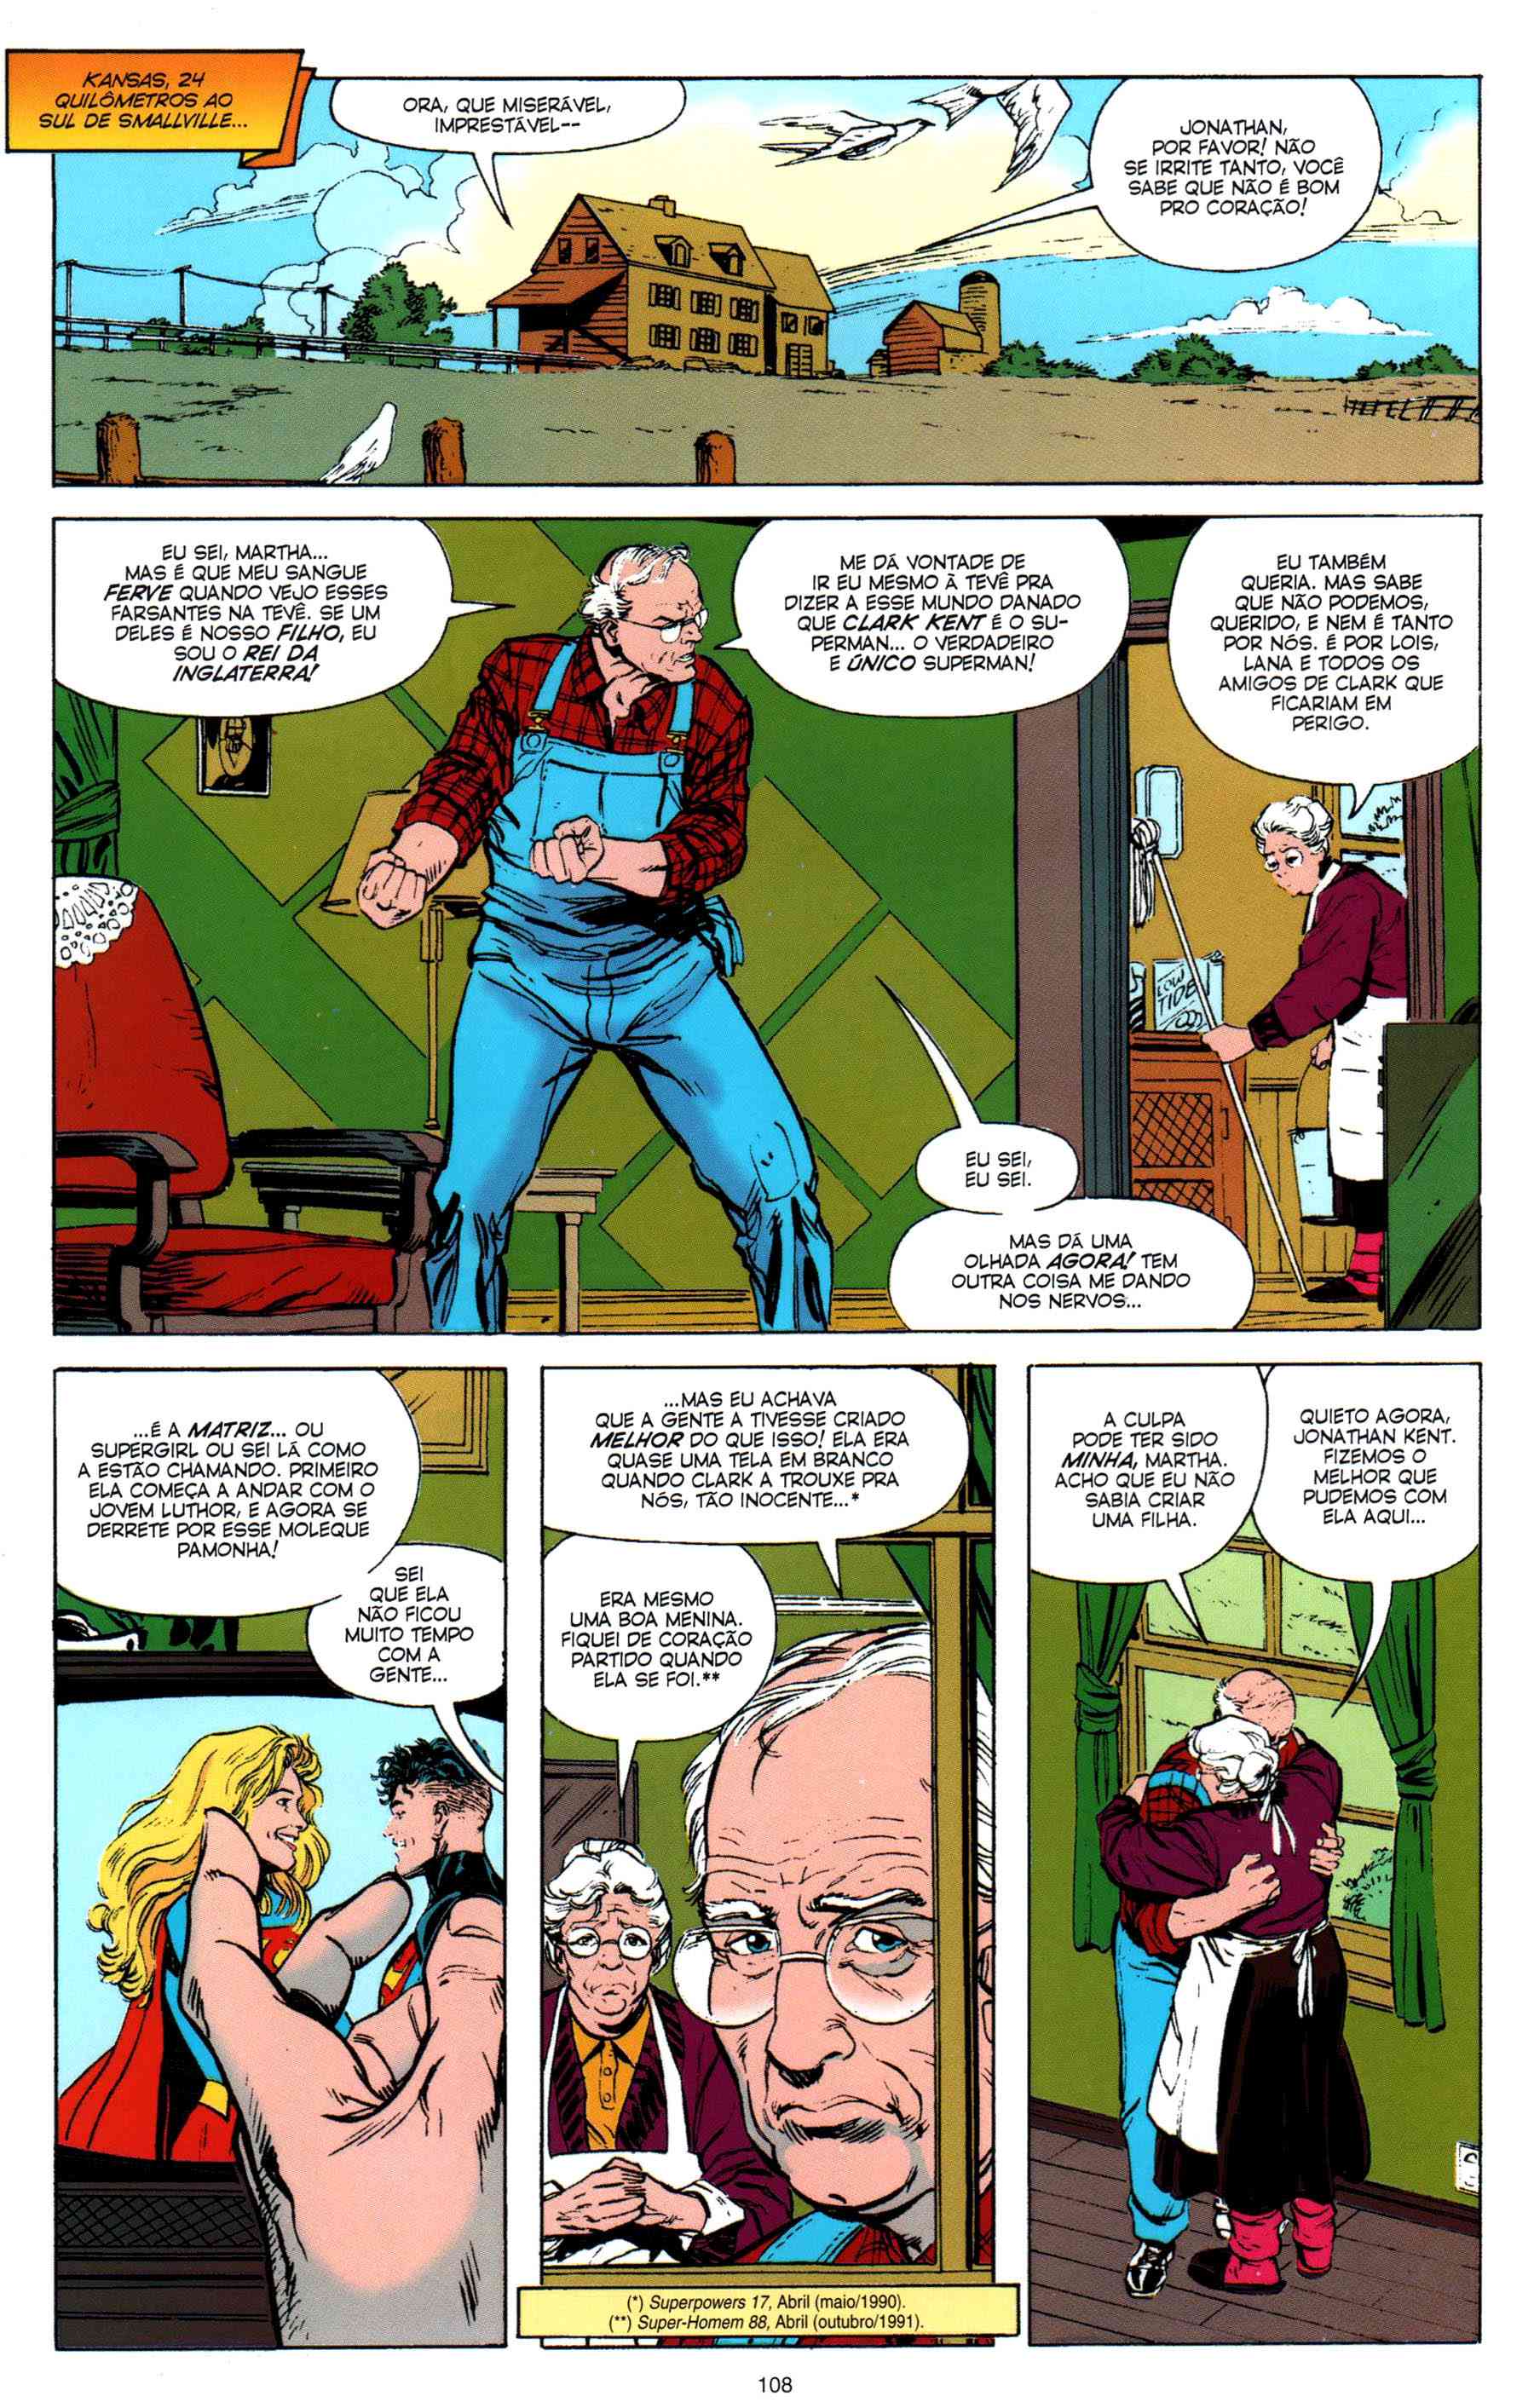 KANSAS, 24
QUILÔMETROS AO
SUL DE SMALLVILLE...
ORA, QUE MISERÁVEL,
IMPRESTÁVEL--
JONATHAN,
POR FAVOR! NÃO
SE IRRITE TANTO, VOCÊ
SABE QUE NÃO É BOM
PRO CORAÇÃO!
EU SEI, MARTHA...
MAS É QUE MEU SANGUE
FERVE QUANDO VEJO ESSES
FARSANTES NA TEVÊ. SE UM
DELES É NOSSO FILHO, EU
SOU O REI DA
INGLATERRA!
ME DÁ VONTADE DE
IR EU MESMO À TEVÊ PRA
DIZER A ESSE MUNDO DANADO
QUE CLARK KENT É O SU-
PERMAN... O VERDADEIRO
E ÚNICO SUPERMAN!
EU TAMBÉM
QUERIA. MAS SABE
QUE NÃO PODEMOS,
QUERIDO, E NEM É TANTO
POR NÓS. É POR LOIS,
LANA E TODOS OS
AMIGOS DE CLARK QUE
FICARIAM EM
PERIGO.
LOW
TIDE
EU SEI,
EU SEI.
MAS DÁ UMA
OLHADA AGORA! TEM
OUTRA COISA ME DANDO
NOS NERVOS...
...É A MATRIZ... OU
SUPERGIRL OU SEI LÁ COMO
A ESTÃO CHAMANDO. PRIMEIRO
ELA COMEÇA A ANDAR COM O
JOVEM LUTHOR, E AGORA SE
DERRETE POR ESSE MOLEQUE
PAMONHA!
SEI
QUE ELA
NÃO FICOU
MUITO TEMPO
COM A
GENTE...
...MAS EU ACHAVA
QUE A GENTE A TIVESSE CRIADO
MELHOR DO QUE ISSO! ELA ERA
QUASE UMA TELA EM BRANCO
QUANDO CLARK A TROUXE PRA
NÓS, TÃO INOCENTE...*
ERA MESMO
UMA BOA MENINA.
FIQUEI DE CORAÇÃO
PARTIDO QUANDO
ELA SE FOI.**
A CULPA
PODE TER SIDO
MINHA, MARTHA.
ACHO QUE EU NÃO
SABIA CRIAR
UMA FILHA.
QUIETO AGORA,
JONATHAN KENT.
FIZEMOS O
MELHOR QUE
PUDEMOS COM
ELA AQUI...
(*) Superpowers 17, Abril (maio/1990).
(**) Super-Homem 88, Abril (outubro/1991).
108